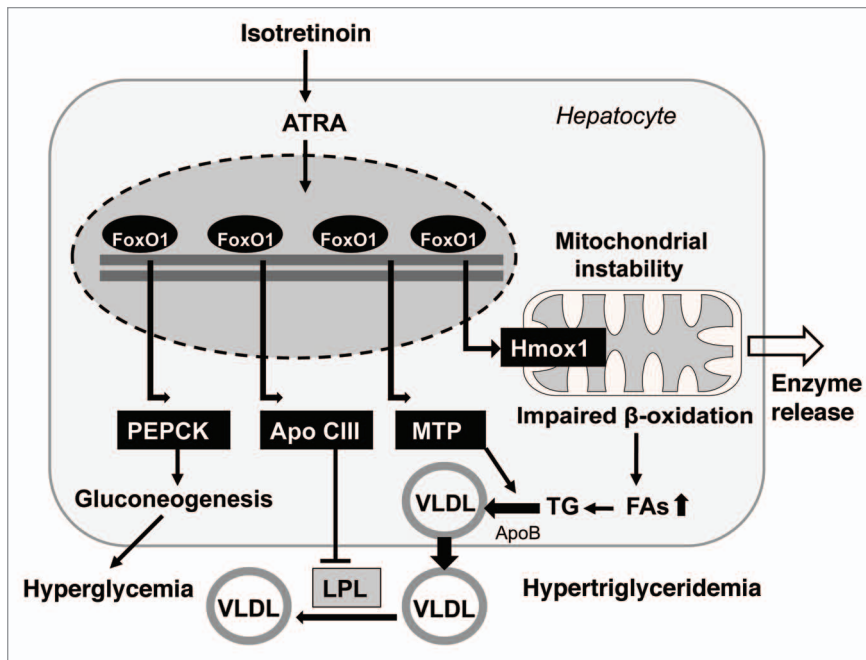 Isotretinoin
ATRA
Hepatocyte
FoxO1
FoxO1
FoxO1
FoxO1
Mitochondrial
instability
Hmox1
Enzyme
release
PEPCK
Apo CIII
MTP
Impaired β-oxidation
Gluconeogenesis
VLDL
TG
FAs
ApoB
Hyperglycemia
VLDL
LPL
VLDL
Hypertriglyceridemia